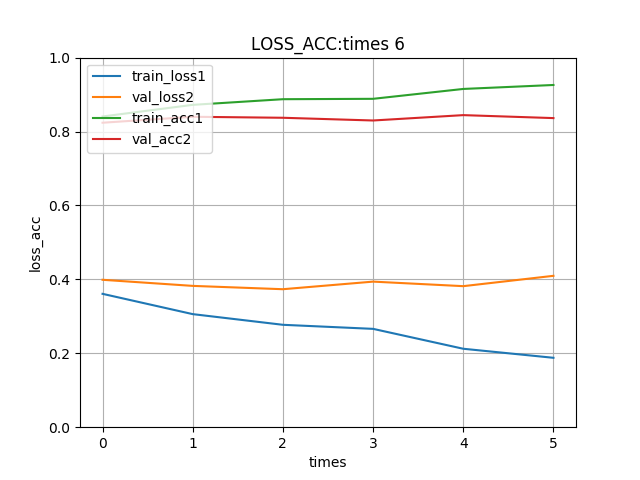 LOSS_ACC:times 6
train_loss1
val_loss2
train_acc1
val_acc2
loss_acc
1.0
0.8
0.6
0.4
0.2
0.0
0 1 2 3 4 5
times